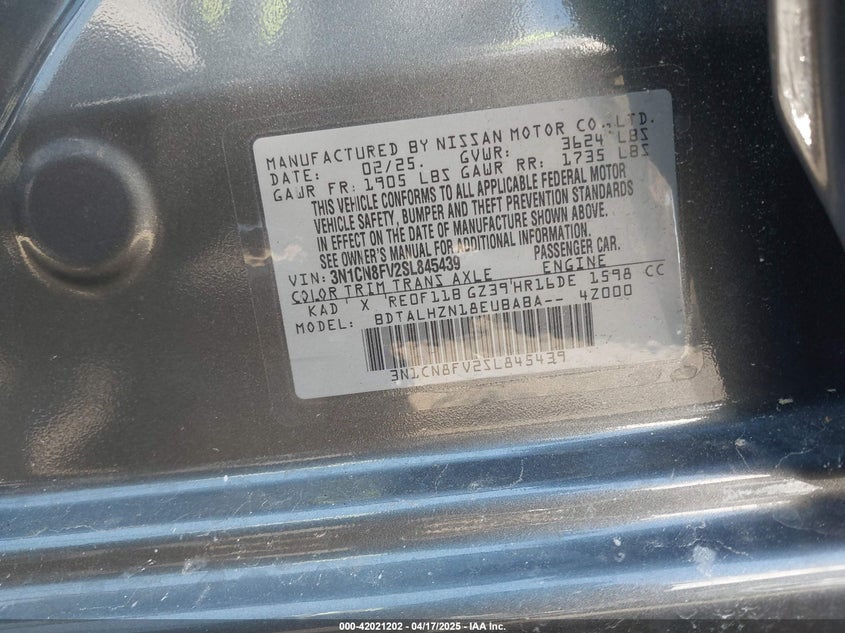 MANUFACTURED BY NISSAN MOTOR CO.,LTD.
DATE: 02/25. GVWR: 3624 LBS
GAWR FR: 1905 LBS GAWR RR: 1735 LBS
THIS VEHICLE CONFORMS TO ALL APPLICABLE FEDERAL MOTOR
VEHICLE SAFETY, BUMPER AND THEFT PREVENTION STANDARDS
IN EFFECT ON THE DATE OF MANUFACTURE SHOWN ABOVE.
SEE OWNER'S MANUAL FOR ADDITIONAL INFORMATION.
VIN: 3N1CN8FV2SL845439 PASSENGER CAR.
COLOR TRIM TRANS AXLE ENGINE
KAD X RE0F11B GZ39 HR16DE 1598 CC
MODEL: BDTALHZN18EUBABA-- 4Z000
3N1CN8FV2SL845439
000-42021202 - 04/17/2025 - IAA Inc.